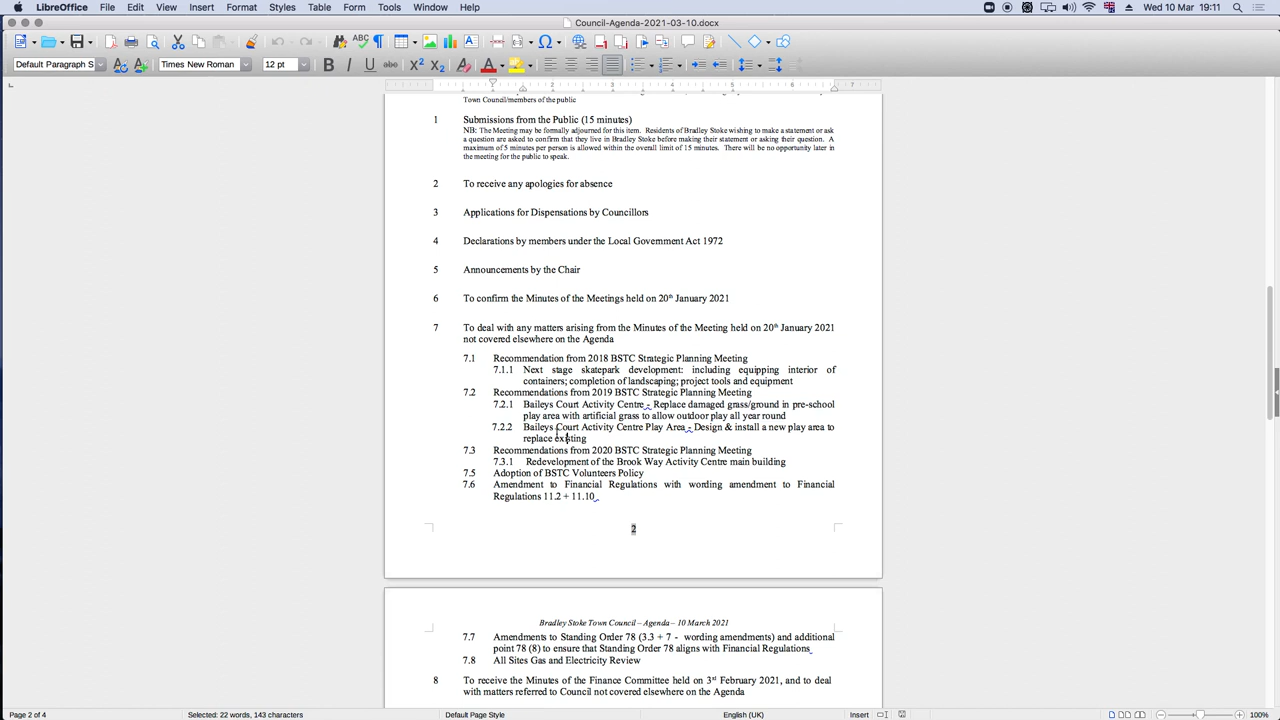 LibreOffice File Edit View Insert Format Styles Table Form Tools Window Help Wed 10 Mar 19:11
Council-Agenda-2021-03-10.docx
Default Paragraph S Times New Roman 12 pt
Town Council/members of the public
1 Submissions from the Public (15 minutes)
NB: The Meeting may be formally adjourned for this item. Residents of Bradley Stoke wishing to make a statement or ask
a question are asked to confirm that they live in Bradley Stoke before making their statement or asking their question. A
maximum of 5 minutes per person is allowed within the overall limit of 15 minutes. There will be no opportunity later in
the meeting for the public to speak.
2 To receive any apologies for absence
3 Applications for Dispensations by Councillors
4 Declarations by members under the Local Government Act 1972
5 Announcements by the Chair
6 To confirm the Minutes of the Meetings held on 20th January 2021
7 To deal with any matters arising from the Minutes of the Meeting held on 20th January 2021
not covered elsewhere on the Agenda
7.1 Recommendation from 2018 BSTC Strategic Planning Meeting
7.1.1 Next stage skatepark development: including equipping interior of
containers; completion of landscaping; project tools and equipment
7.2 Recommendations from 2019 BSTC Strategic Planning Meeting
7.2.1 Baileys Court Activity Centre - Replace damaged grass/ground in pre-school
play area with artificial grass to allow outdoor play all year round
7.2.2 Baileys Court Activity Centre Play Area - Design & install a new play area to
replace existing
7.3 Recommendations from 2020 BSTC Strategic Planning Meeting
7.3.1 Redevelopment of the Brook Way Activity Centre main building
7.5 Adoption of BSTC Volunteers Policy
7.6 Amendment to Financial Regulations with wording amendment to Financial
Regulations 11.2 + 11.10
2
Bradley Stoke Town Council – Agenda – 10 March 2021
7.7 Amendments to Standing Order 78 (3.3 + 7 - wording amendments) and additional
point 78 (8) to ensure that Standing Order 78 aligns with Financial Regulations
7.8 All Sites Gas and Electricity Review
8 To receive the Minutes of the Finance Committee held on 3rd February 2021, and to deal
with matters referred to Council not covered elsewhere on the Agenda
Page 2 of 4 Selected: 22 words, 143 characters Default Page Style English (UK) Insert 100%